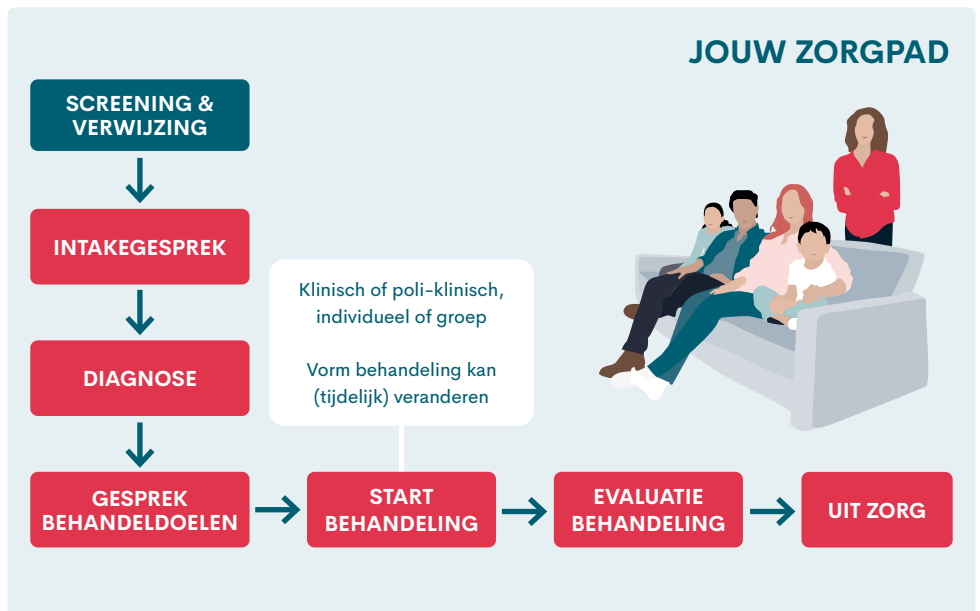 JOUW ZORGPAD
SCREENING &
VERWIJZING
INTAKEGESPREK
DIAGNOSE
Klinisch of poli-klinisch,
individueel of groep
Vorm behandeling kan
(tijdelijk) veranderen
GESPREK
BEHANDELDOELEN
START
BEHANDELING
EVALUATIE
BEHANDELING
UIT ZORG